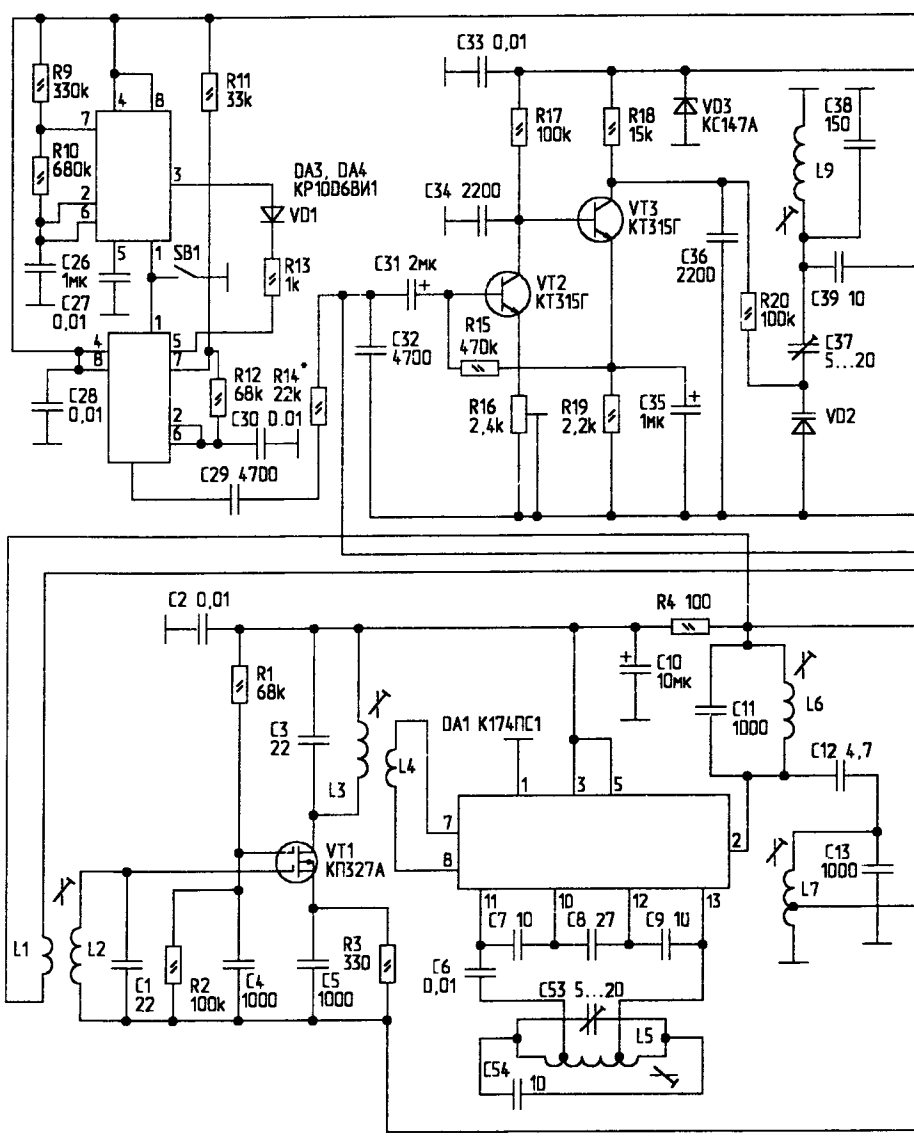 C33 0,01
R9
330k
4
8
R11
33k
R17
100k
R18
15k
VD3
КС147А
C38
150
7
R10
680k
2
6
3
DA3, DA4
КР1006ВИ1
VD1
L9
C34 2200
VT3
КТ315Г
5
1
C26
1мк
C27
0,01
SB1
R13
1k
C31 2мк
+
VT2
КТ315Г
C36
2200
C39 10
R20
100k
1
4
8
5
7
C32
4700
R15
470k
C37
5...20
C28
0,01
R12
68k
R14*
22k
2
6
C30 0.01
R16
2,4k
R19
2,2k
C35
1мк
+
VD2
C29 4700
C2 0,01
R4 100
R1
68k
+
C10
10мк
C3
22
DA1 К174ПС1
C11
1000
L6
L3
L4
C12 4,7
1
3
5
7
8
2
VT1
КП327А
C13
1000
L7
11
10
12
13
L1
L2
C7 10
C8 27
C9 10
C1
22
R2
100k
C4
1000
C5
1000
R3
330
C6
0,01
C53 5...20
L5
C54
10